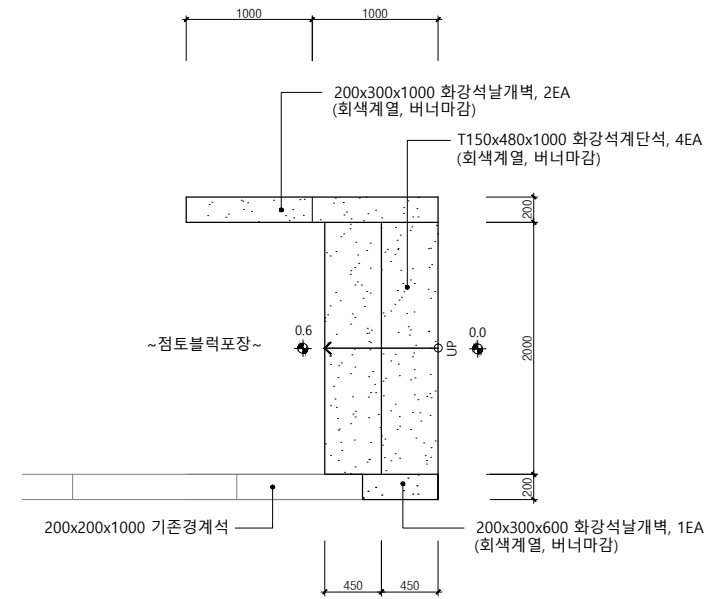 1000 1000
200x300x1000 화강석날개벽, 2EA
(회색계열, 버너마감)
T150x480x1000 화강석계단석, 4EA
(회색계열, 버너마감)
200
~점토블럭포장~
0.6
UP
0.0
2000
200
200x200x1000 기존경계석
200x300x600 화강석날개벽, 1EA
(회색계열, 버너마감)
450 450